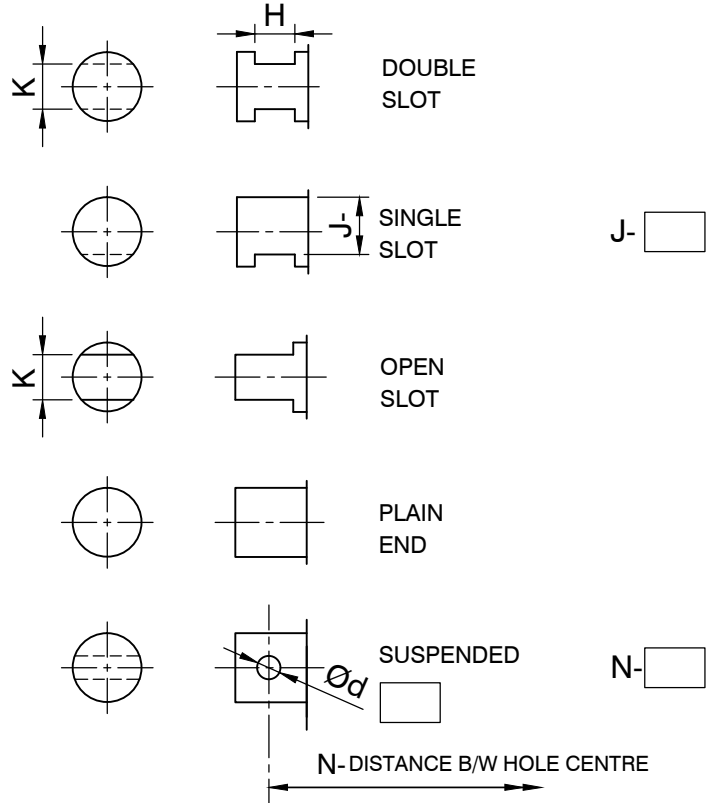 H
K
DOUBLE
SLOT
J-
SINGLE
SLOT
J-
K
OPEN
SLOT
PLAIN
END
Ød
SUSPENDED
N-
N- DISTANCE B/W HOLE CENTRE